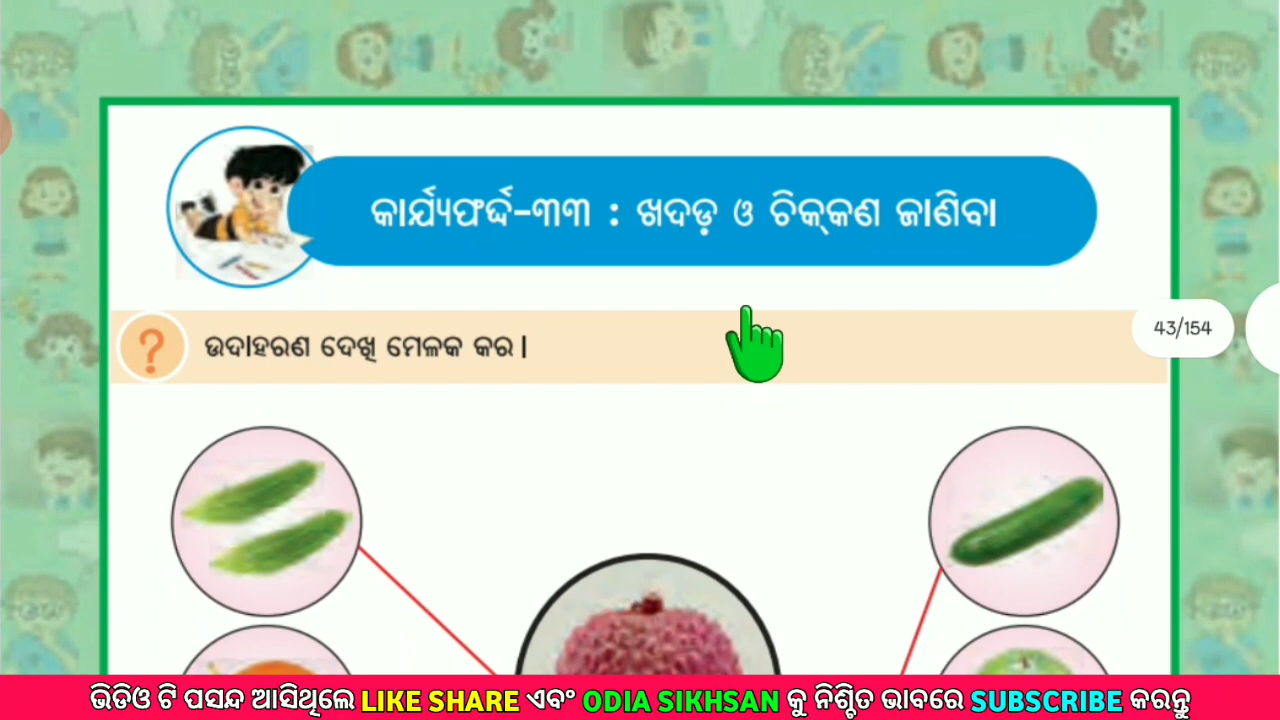 କାର୍ଯ୍ୟଫର୍ଦ୍ଦ-୩୩ : ଖଦଡ଼ ଓ ଚିକ୍କଣ ଜାଣିବା
?
ଉଦାହରଣ ଦେଖି ମେଳକ କର।
43/154
ଭିଡିଓ ଟି ପସନ୍ଦ ଆସିଥିଲେ LIKE SHARE ଏବଂ ODIA SIKHSAN କୁ ନିଶ୍ଚିତ ଭାବରେ SUBSCRIBE କରନ୍ତୁ